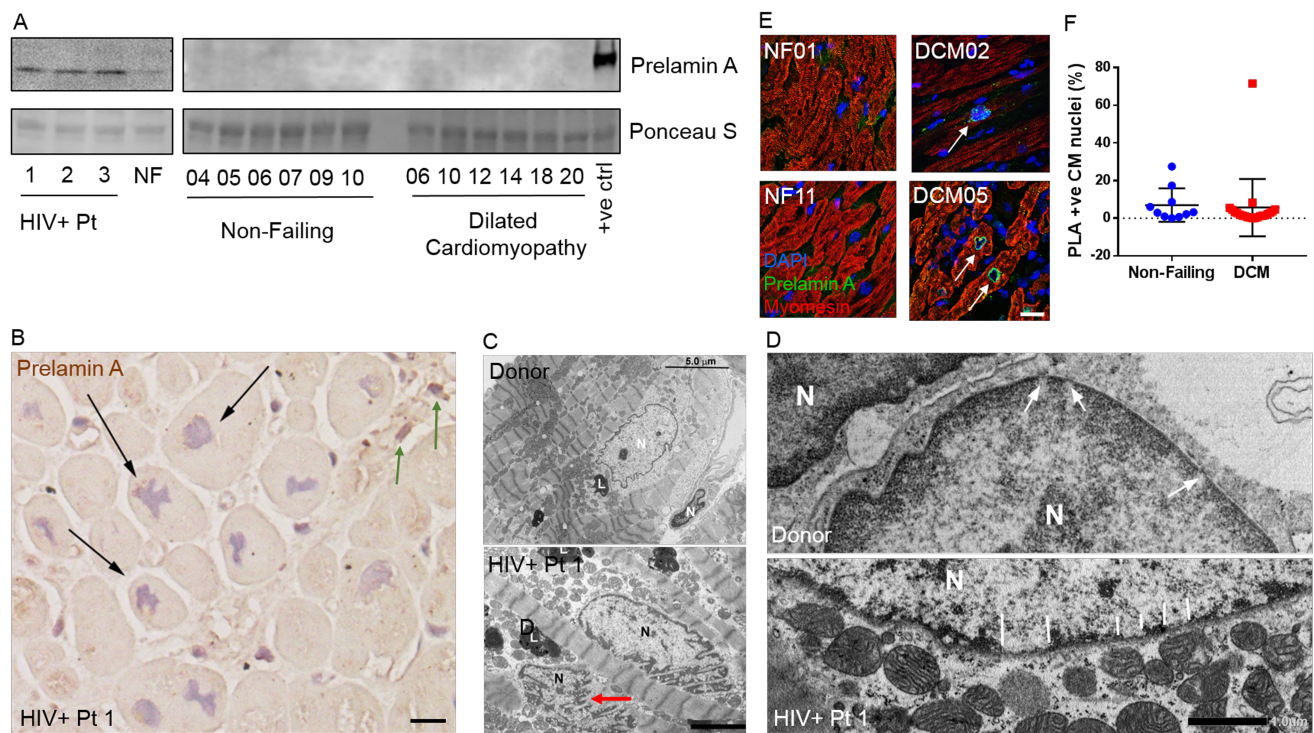 A
Prelamin A
Ponceau S
1 2 3 NF
04 05 06 07 09 10
06 10 12 14 18 20
+ve ctrl
HIV+ Pt
Non-Failing
Dilated
Cardiomyopathy
B
Prelamin A
HIV+ Pt 1
C
Donor
5.0 µm
N
L
N
HIV+ Pt 1
L
N
D
L
N
D
N
N
Donor
N
HIV+ Pt 1
1.0µm
E
NF01
DCM02
NF11
DCM05
DAPI
Prelamin A
Myomesin
F
PLA +ve CM nuclei (%)
80
60
40
20
0
-20
Non-Failing DCM